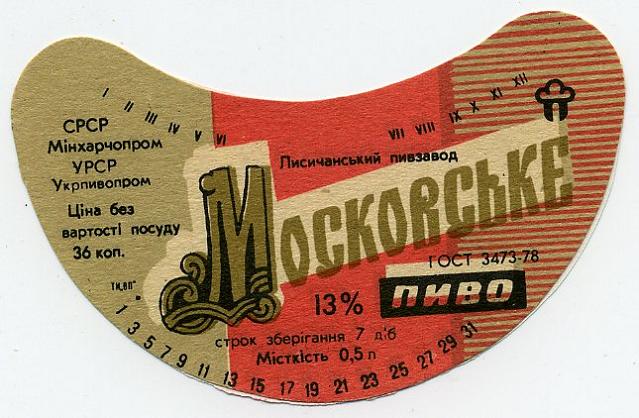 I II III IV V VI VII VIII IX X XI XII
СРСР
Мінхарчопром
УРСР
Укрпивопром
Ціна без
вартості посуду
36 коп.
Лисичанський пивзавод
МОСКОВСЬКЕ
ГОСТ 3473-78
ПИВО
13%
строк зберігання 7 діб
Місткість 0,5 л
1 3 5 7 9 11 13 15 17 19 21 23 25 27 29 31